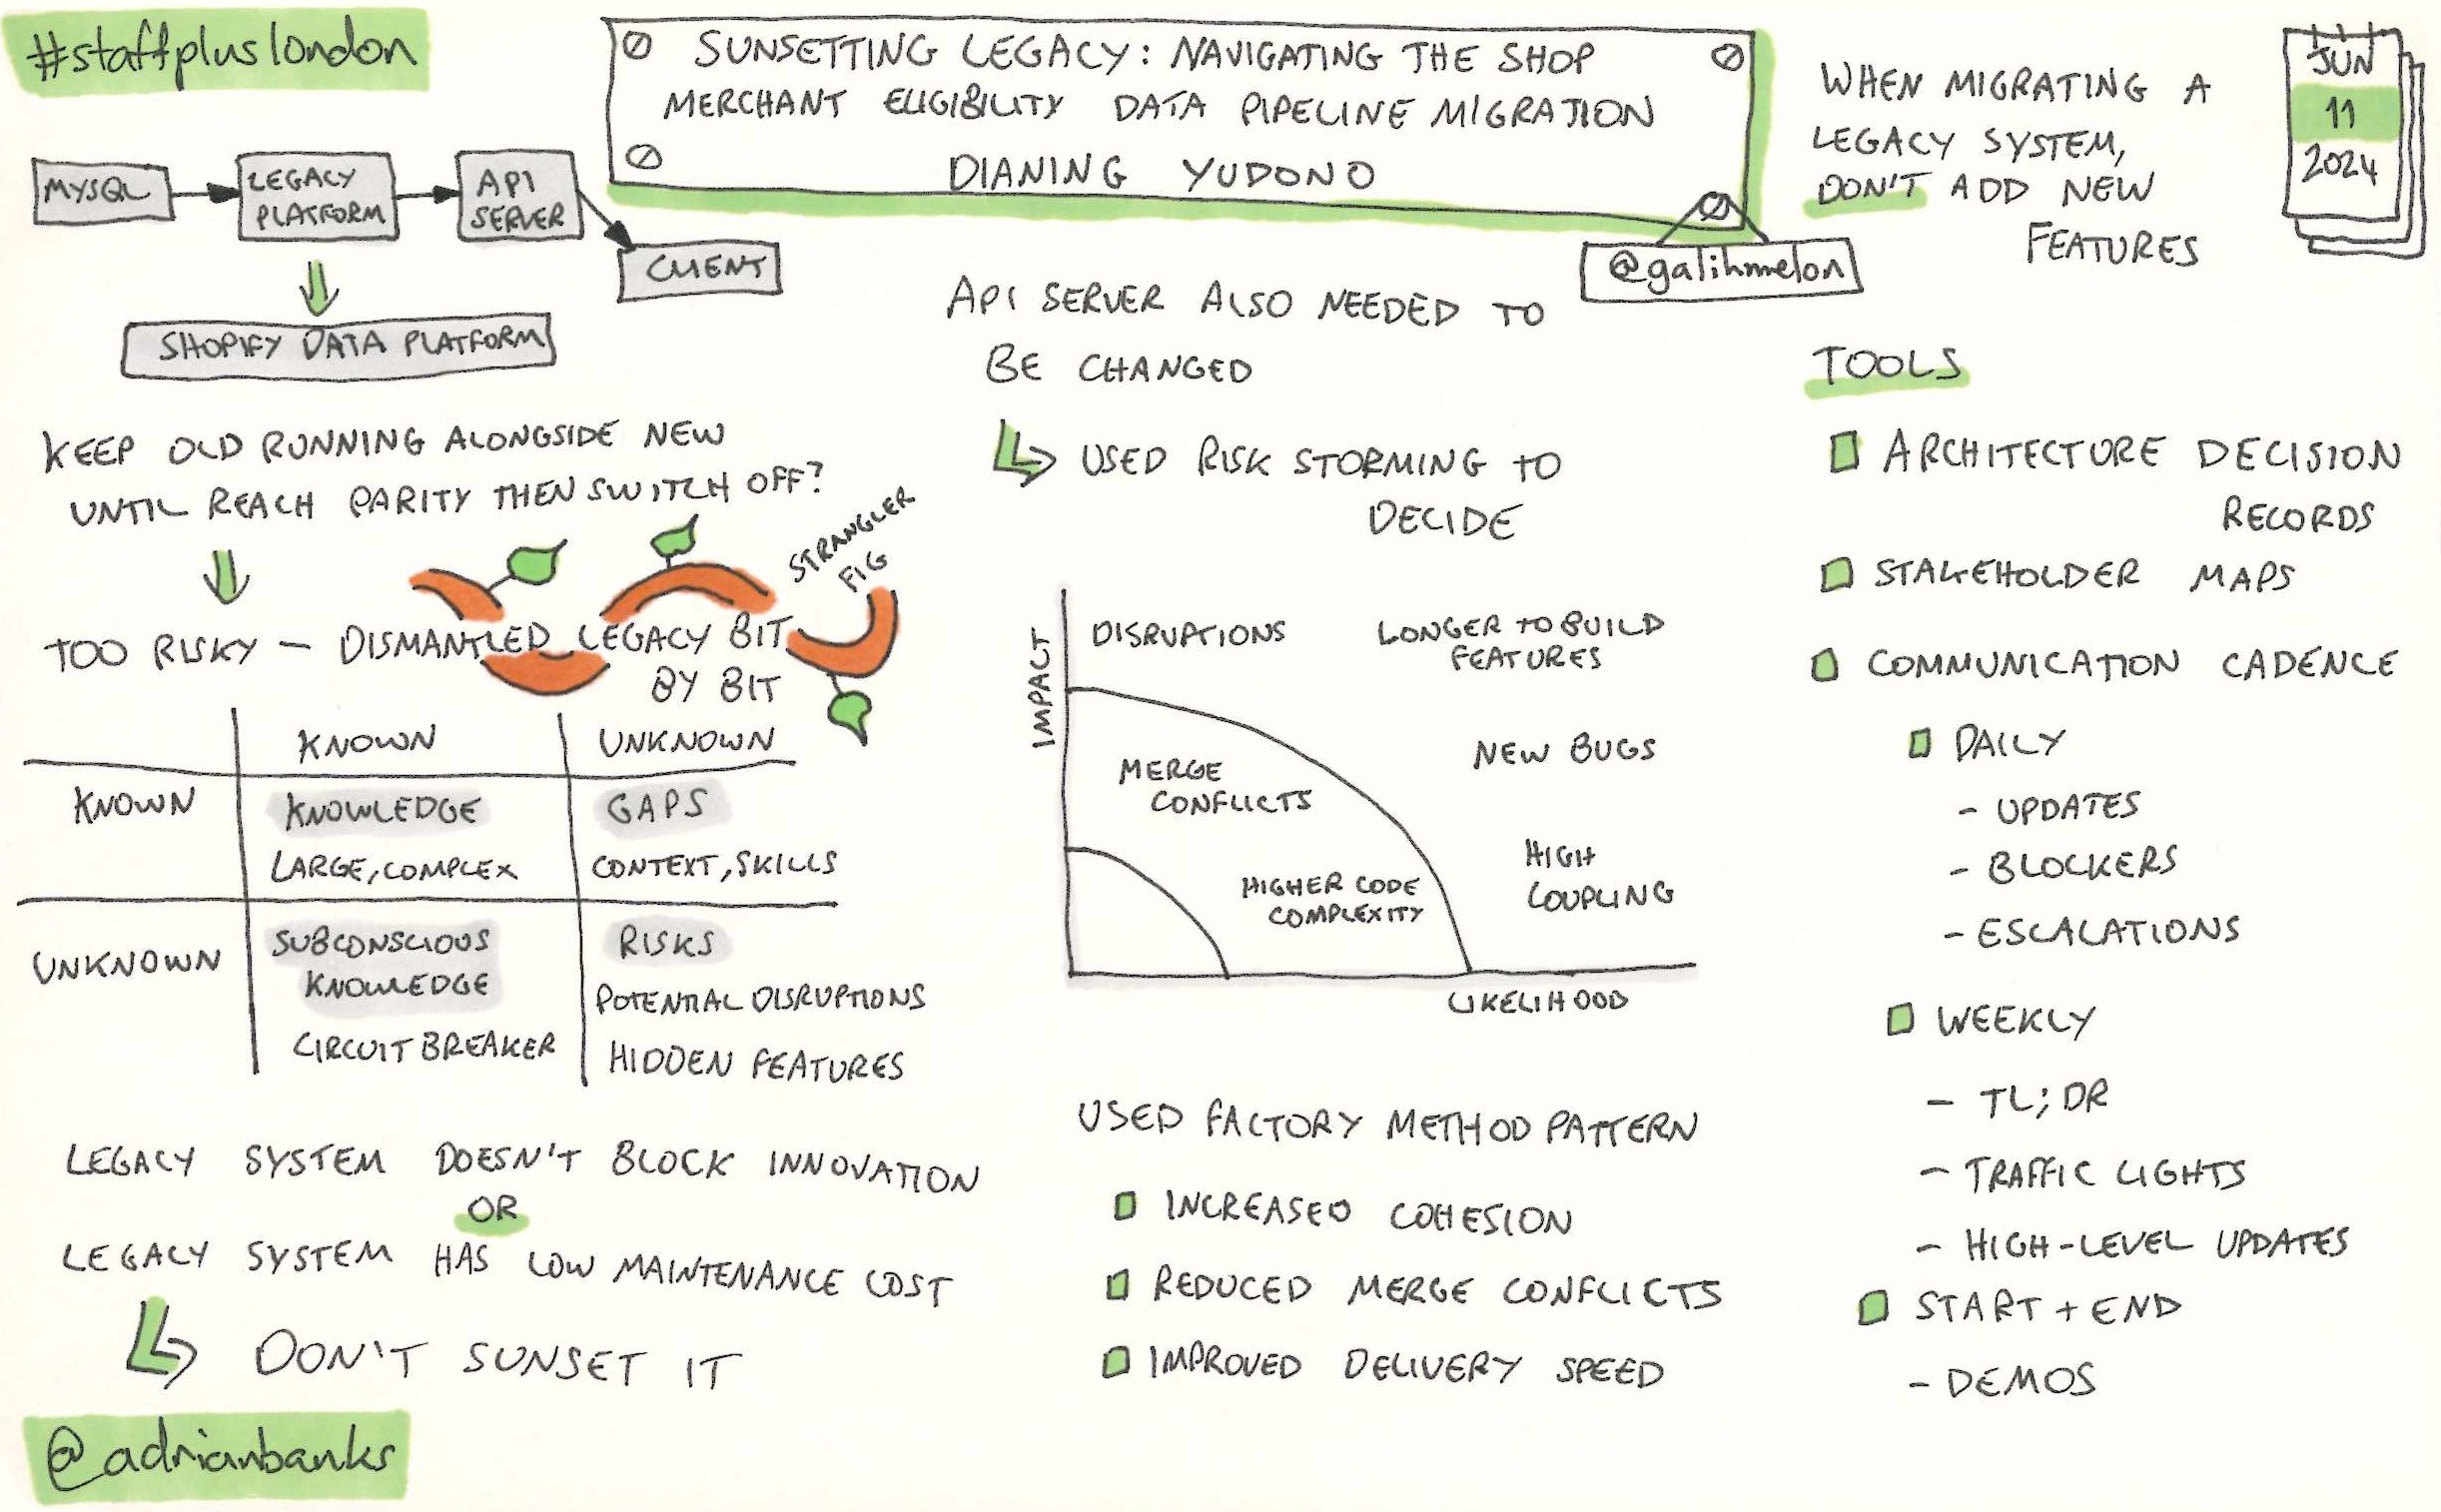 #staffpluslondon
SUNSETTING LEGACY: NAVIGATING THE SHOP
MERCHANT ELIGIBILITY DATA PIPELINE MIGRATION
DIANING YUDONO
@galihmelon
WHEN MIGRATING A
LEGACY SYSTEM,
DON'T ADD NEW
FEATURES
JUN
11
2024
MYSQL
LEGACY
PLATFORM
API
SERVER
CLIENT
SHOPIFY DATA PLATFORM
KEEP OLD RUNNING ALONGSIDE NEW
UNTIL REACH PARITY THEN SWITCH OFF?
STRANGLER
FIG
TOO RISKY - DISMANTLED LEGACY BIT
BY BIT
KNOWN
UNKNOWN
KNOWN
KNOWLEDGE
LARGE, COMPLEX
GAPS
CONTEXT, SKILLS
UNKNOWN
SUBCONSCIOUS
KNOWLEDGE
CIRCUIT BREAKER
RISKS
POTENTIAL DISRUPTIONS
HIDDEN FEATURES
LEGACY SYSTEM DOESN'T BLOCK INNOVATION
OR
LEGACY SYSTEM HAS LOW MAINTENANCE COST
DON'T SUNSET IT
@adrianbanks
API SERVER ALSO NEEDED TO
BE CHANGED
USED RISK STORMING TO
DECIDE
IMPACT
DISRUPTIONS
LONGER TO BUILD
FEATURES
NEW BUGS
MERGE
CONFLICTS
HIGH
COUPLING
HIGHER CODE
COMPLEXITY
LIKELIHOOD
USED FACTORY METHOD PATTERN
INCREASED COHESION
REDUCED MERGE CONFLICTS
IMPROVED DELIVERY SPEED
TOOLS
ARCHITECTURE DECISION
RECORDS
STAKEHOLDER MAPS
COMMUNICATION CADENCE
DAILY
- UPDATES
- BLOCKERS
- ESCALATIONS
WEEKLY
- TL;DR
- TRAFFIC LIGHTS
- HIGH-LEVEL UPDATES
START + END
- DEMOS